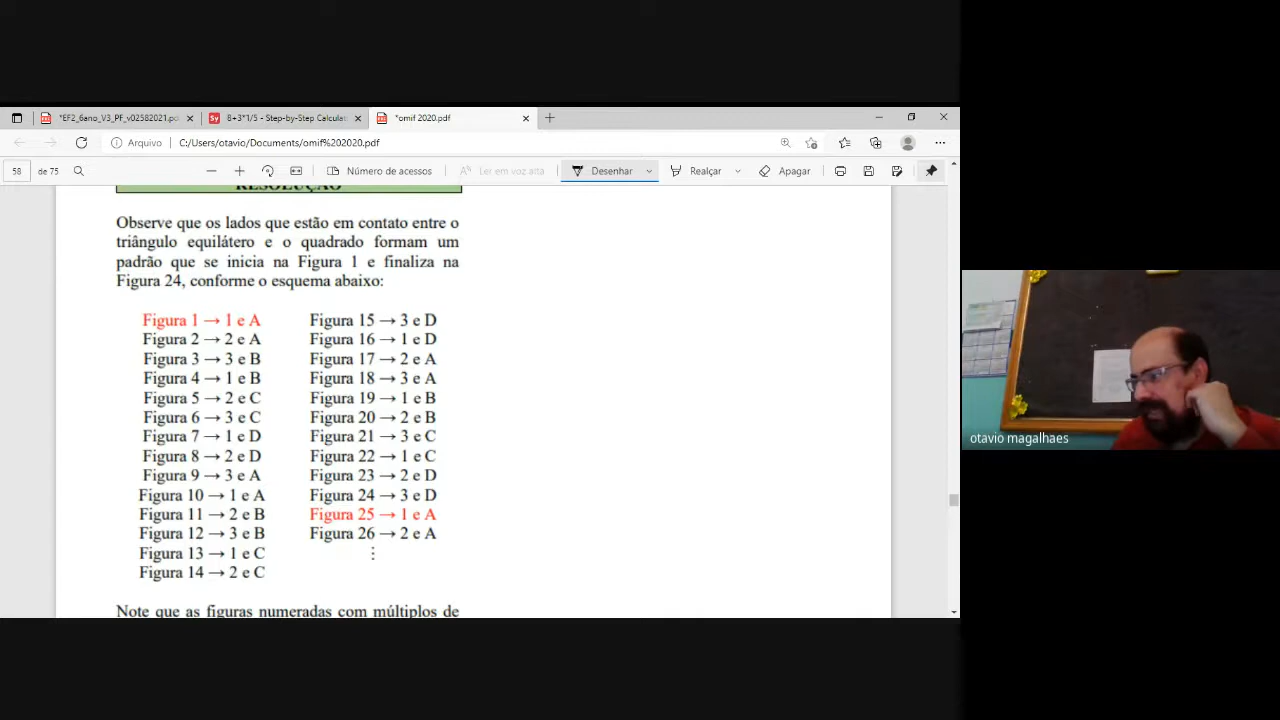 *EF2_6ano_V3_PF_v02582021.pd
8+3*1/5 - Step-by-Step Calculat
*omif 2020.pdf
Arquivo
C:/Users/otavio/Documents/omif%202020.pdf
58
de 75
Número de acessos
Ler em voz alta
Desenhar
Realçar
Apagar
RESOLUÇÃO
Observe que os lados que estão em contato entre o
triângulo equilátero e o quadrado formam um
padrão que se inicia na Figura 1 e finaliza na
Figura 24, conforme o esquema abaixo:
Figura 1 → 1 e A
Figura 2 → 2 e A
Figura 3 → 3 e B
Figura 4 → 1 e B
Figura 5 → 2 e C
Figura 6 → 3 e C
Figura 7 → 1 e D
Figura 8 → 2 e D
Figura 9 → 3 e A
Figura 10 → 1 e A
Figura 11 → 2 e B
Figura 12 → 3 e B
Figura 13 → 1 e C
Figura 14 → 2 e C
Figura 15 → 3 e D
Figura 16 → 1 e D
Figura 17 → 2 e A
Figura 18 → 3 e A
Figura 19 → 1 e B
Figura 20 → 2 e B
Figura 21 → 3 e C
Figura 22 → 1 e C
Figura 23 → 2 e D
Figura 24 → 3 e D
Figura 25 → 1 e A
Figura 26 → 2 e A
⋮
Note que as figuras numeradas com múltiplos de
otavio magalhaes